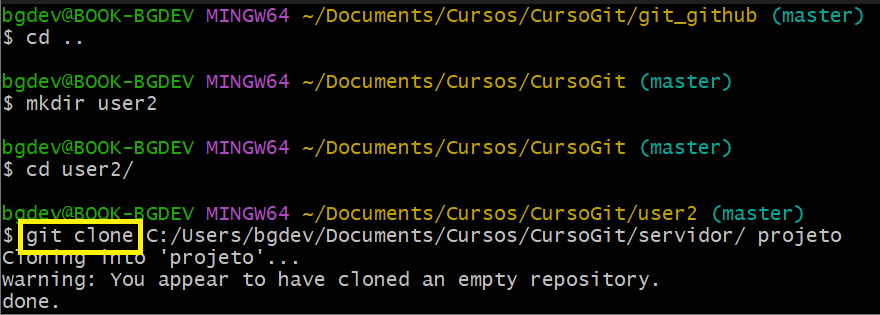 bgdev@BOOK-BGDEV MINGW64 ~/Documents/Cursos/CursoGit/git_github (master)
$ cd ..
bgdev@BOOK-BGDEV MINGW64 ~/Documents/Cursos/CursoGit (master)
$ mkdir user2
bgdev@BOOK-BGDEV MINGW64 ~/Documents/Cursos/CursoGit (master)
$ cd user2/
bgdev@BOOK-BGDEV MINGW64 ~/Documents/Cursos/CursoGit/user2 (master)
$ git clone C:/Users/bgdev/Documents/Cursos/CursoGit/servidor/ projeto
Cloning into 'projeto'...
warning: You appear to have cloned an empty repository.
done.